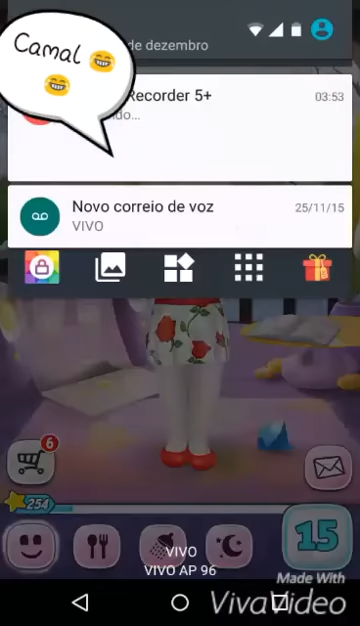 Camal 😂
😂
de dezembro
Recorder 5+
03:53
do...
Novo correio de voz
25/11/15
VIVO
6
254
15
VIVO
VIVO AP 96
Made With
VivaVideo